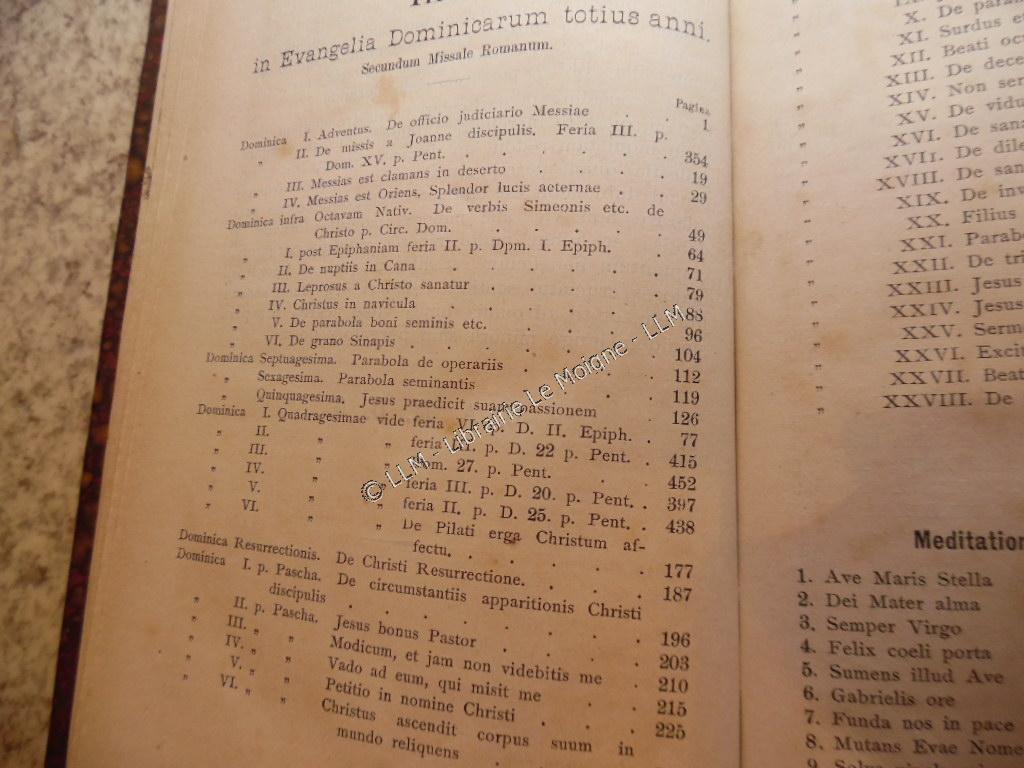 in Evangelia Dominicarum totius anni.
Secundum Missale Romanum.
Pagina
Dominica I. Adventus. De officio judiciario Messiae . . 1
„ II. De missis a Joanne discipulis. Feria III. p.
Dom. XV. p. Pent. . . . . . . 354
„ III. Messias est clamans in deserto . . . . 19
„ IV. Messias est Oriens, Splendor lucis aeternae . . 29
Dominica infra Octavam Nativ. De verbis Simeonis etc. de
Christo p. Circ. Dom. . . . . . 49
„ I. post Epiphaniam feria II. p. Dpm. I. Epiph. . 64
„ II. De nuptiis in Cana . . . . . 71
„ III. Leprosus a Christo sanatur . . . . 79
„ IV. Christus in navicula . . . . . 88
„ V. De parabola boni seminis etc. . . . . 96
„ VI. De grano Sinapis . . . . . . 104
Dominica Septuagesima. Parabola de operariis . . . . 112
„ Sexagesima. Parabola seminantis . . . 119
„ Quinquagesima. Jesus praedicit suam passionem . 126
Dominica I. Quadragesimae vide feria VI. p. D. II. Epiph. . 77
„ II. „ „ feria p. D. 22 p. Pent. . 415
„ III. „ „ Dom. 27. p. Pent. . . 452
„ IV. „ „ feria III. p. D. 20. p. Pent. . 397
„ V. „ „ feria II. p. D. 25. p. Pent. . 438
„ VI. „ „ De Pilati erga Christum af-
fectu. . . . . . 177
Dominica Resurrectionis. De Christi Resurrectione. . . . 187
Dominica I. p. Pascha. De circumstantiis apparitionis Christi
discipulis . . . . . . . 196
„ II. p. Pascha. Jesus bonus Pastor . . . . 203
„ III. „ „ Modicum, et jam non videbitis me . 210
„ IV. „ „ Vado ad eum, qui misit me . . 215
„ V. „ „ Petitio in nomine Christi . . . 225
„ VI. „ „ Christus ascendit corpus suum in
mundo reliquens .
© LLM - Librairie Le Moigne - LLM
X. De
XI. Surdus
XII. Beati
XIII. De
XIV. Non
XV. De
XVI. De
„ XVII. De
„ XVIII. De
„ XIX. De
„ XX. Filius
„ XXI.
„ XXII. De
„ XXIII. Jesus
„ XXIV. Jesus
„ XXV.
„ XXVI.
„ XXVII.
„ XXVIII. De
1. Ave Maris Stella
2. Dei Mater alma
3. Semper Virgo
4. Felix coeli porta
5. Sumens illud Ave
6. Gabrielis ore
7. Funda nos in pace
8. Mutans Evae